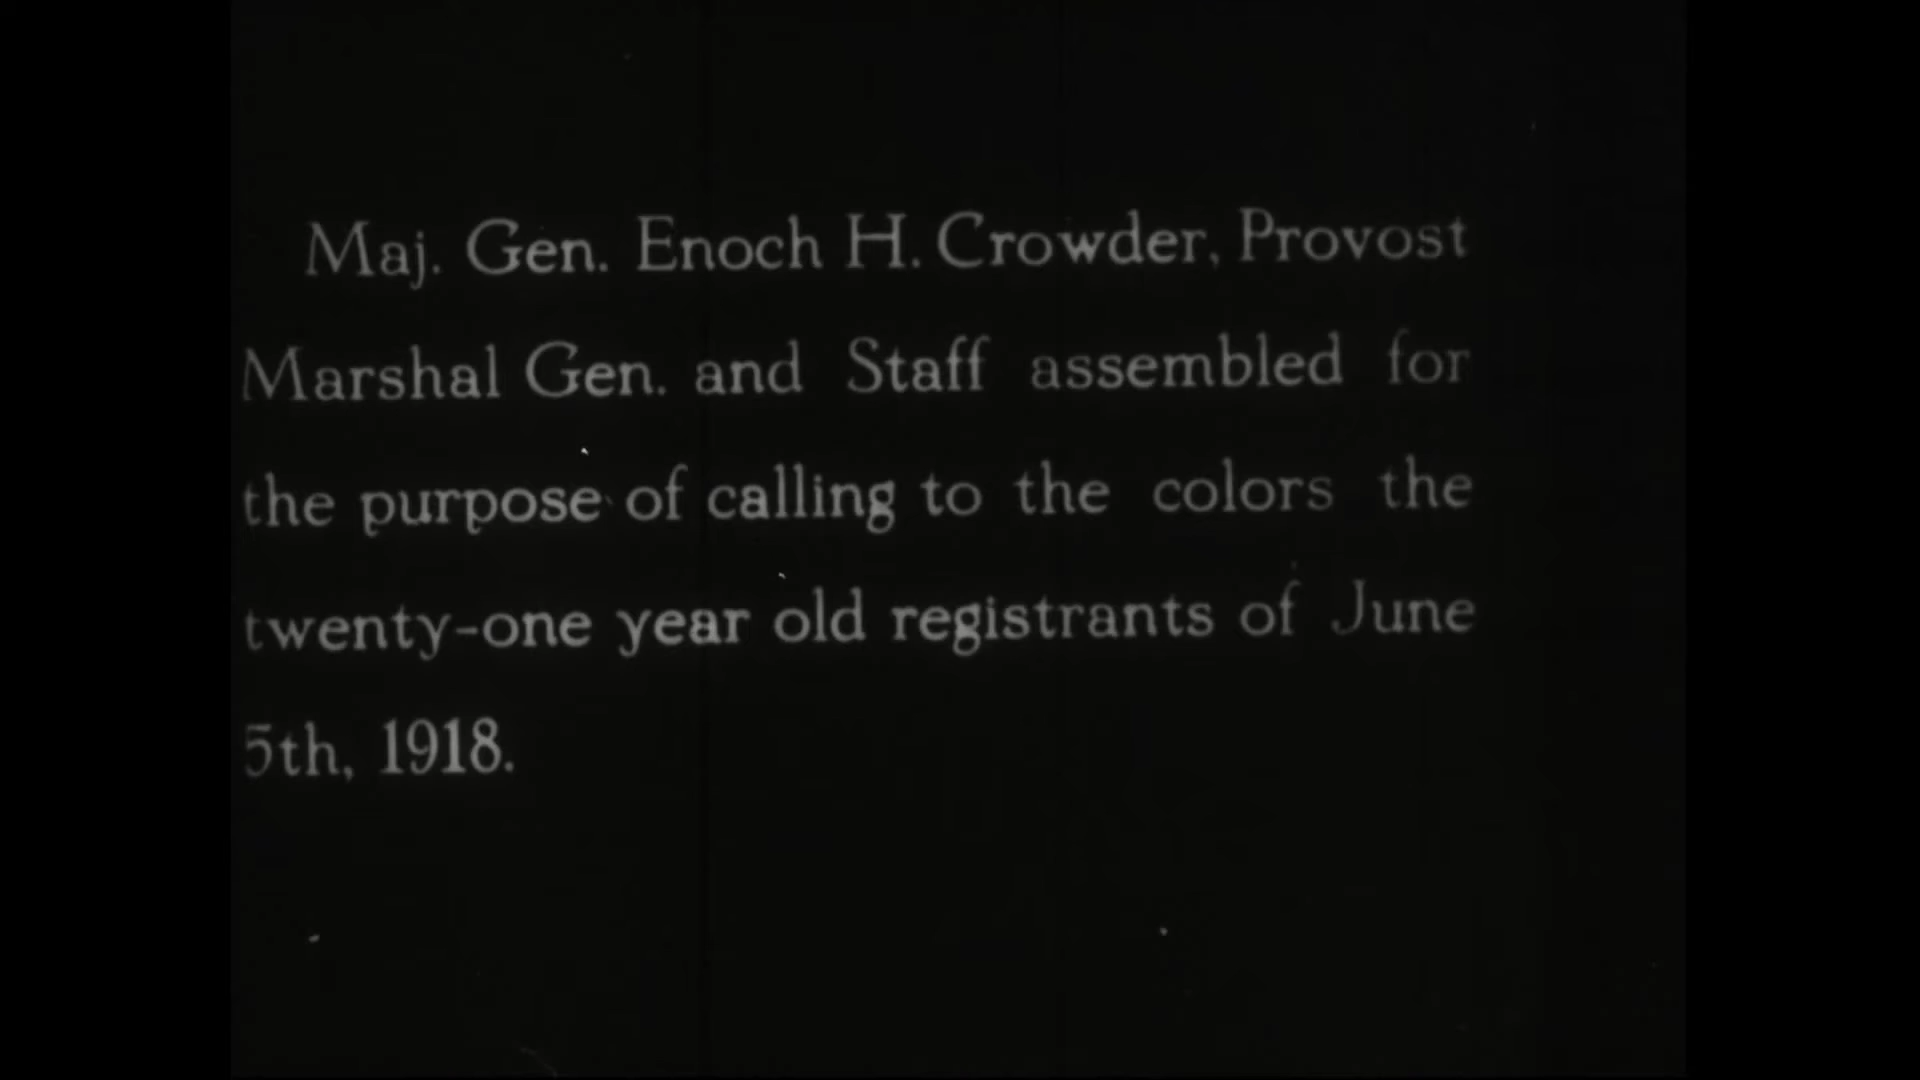 Maj. Gen. Enoch H. Crowder, Provost
Marshal Gen. and Staff assembled for
the purpose of calling to the colors the
twenty-one year old registrants of June
5th, 1918.